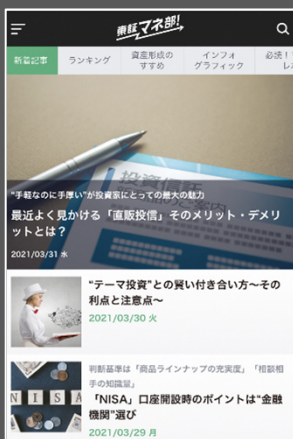 東証マネ部!
新着記事
ランキング
資産形成の
すすめ
インフォ
グラフィック
必読!
投資信託
"手軽なのに手厚い"が投資家にとっての最大の魅力
最近よく見かける「直販投信」そのメリット・デメリ
ットとは?
2021/03/31 水
"テーマ投資"との賢い付き合い方～その
利点と注意点～
2021/03/30 火
判断基準は「商品ラインナップの充実度」「相談相
手の知識量」
NISA
「NISA」口座開設時のポイントは"金融
機関"選び
2021/03/29 月